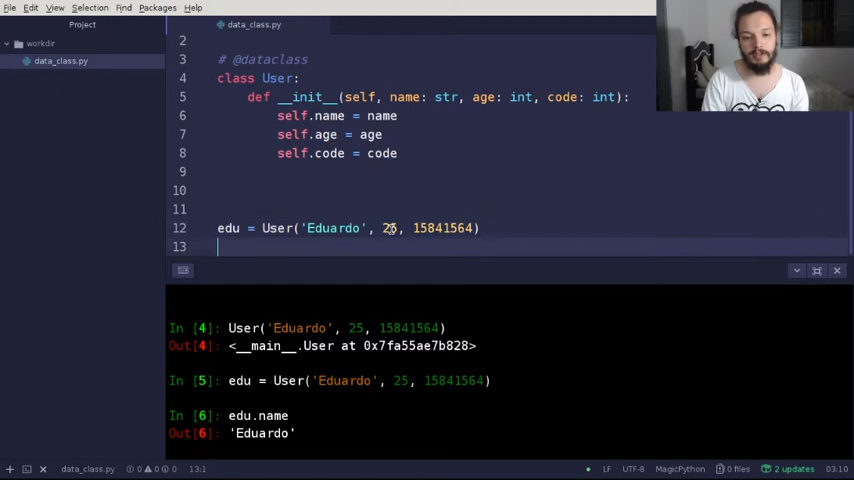 File Edit View Selection Find Packages Help
Project
data_class.py
workdir
data_class.py
2
3 # @dataclass
4 class User:
5 def __init__(self, name: str, age: int, code: int):
6 self.name = name
7 self.age = age
8 self.code = code
9
10
11
12 edu = User('Eduardo', 25, 15841564)
13
In [4]: User('Eduardo', 25, 15841564)
Out[4]: <__main__.User at 0x7fa55ae7b828>
In [5]: edu = User('Eduardo', 25, 15841564)
In [6]: edu.name
Out[6]: 'Eduardo'
data_class.py 0 0 0 13:1 LF UTF-8 MagicPython 0 files 2 updates 03:10